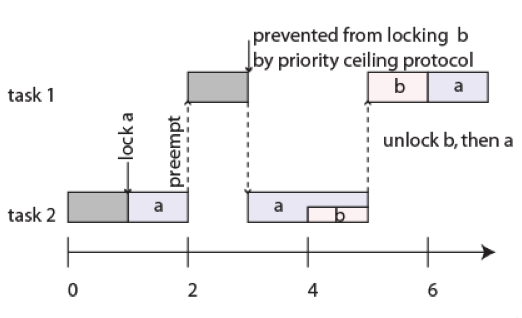 prevented from locking b
by priority ceiling protocol
task 1
b
a
lock a
preempt
unlock b, then a
task 2
a
a
b
0
2
4
6